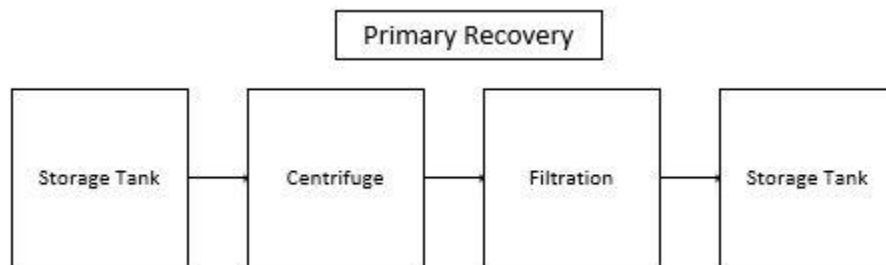 Primary Recovery
Storage Tank
Centrifuge
Filtration
Storage Tank